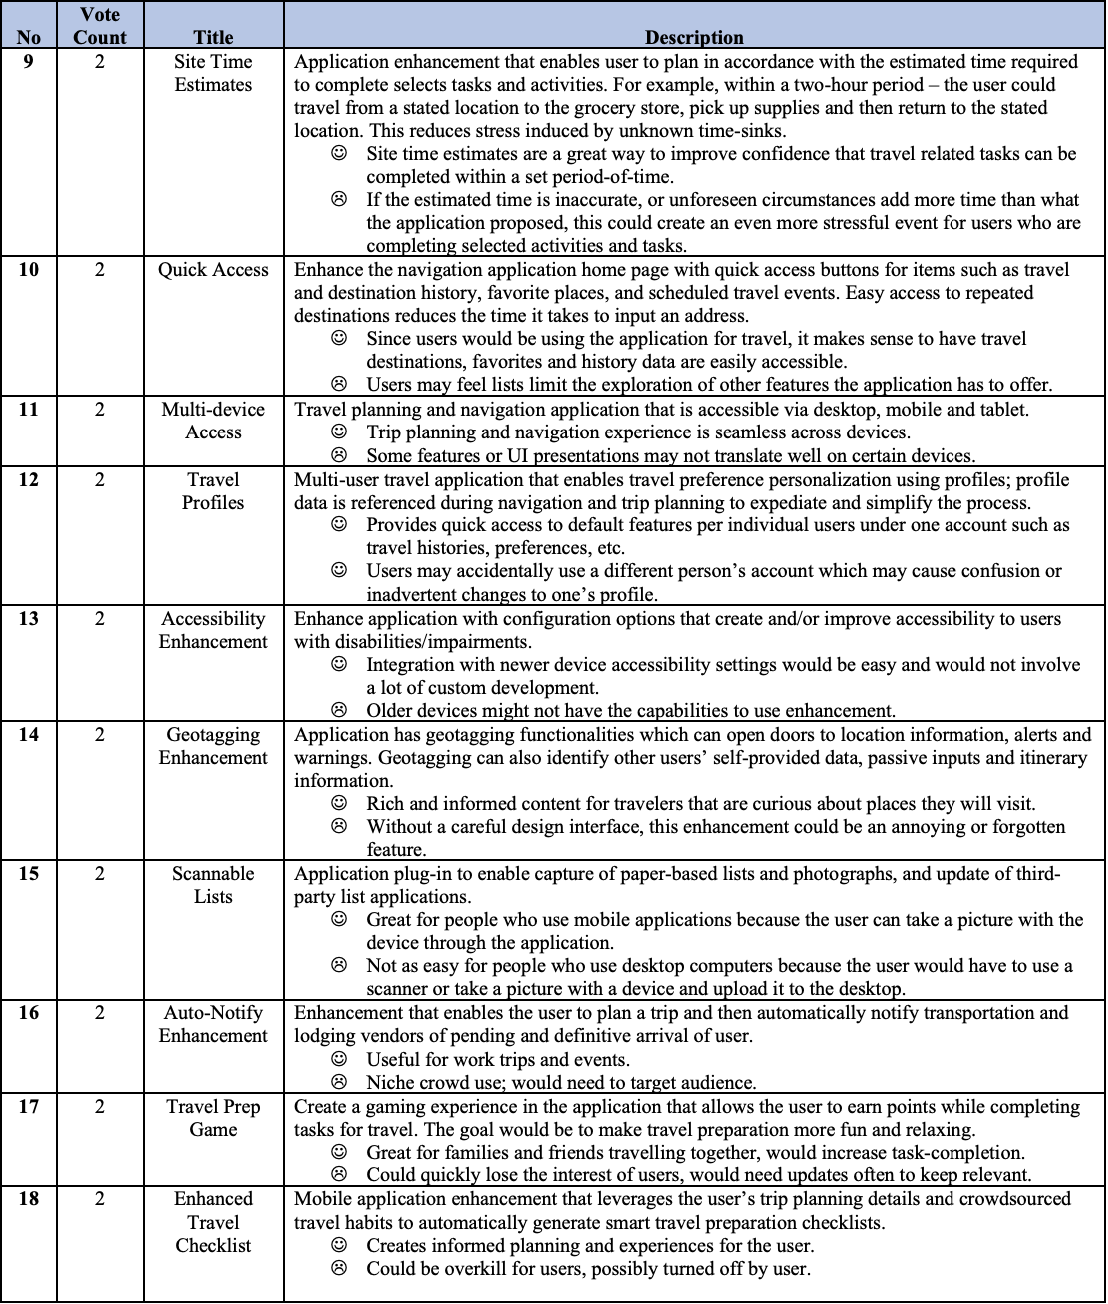 No Vote Count Title Description
9 2 Site Time Estimates Application enhancement that enables user to plan in accordance with the estimated time required
to complete selects tasks and activities. For example, within a two-hour period – the user could
travel from a stated location to the grocery store, pick up supplies and then return to the stated
location. This reduces stress induced by unknown time-sinks.
☺ Site time estimates are a great way to improve confidence that travel related tasks can be
completed within a set period-of-time.
☹ If the estimated time is inaccurate, or unforeseen circumstances add more time than what
the application proposed, this could create an even more stressful event for users who are
completing selected activities and tasks.
10 2 Quick Access Enhance the navigation application home page with quick access buttons for items such as travel
and destination history, favorite places, and scheduled travel events. Easy access to repeated
destinations reduces the time it takes to input an address.
☺ Since users would be using the application for travel, it makes sense to have travel
destinations, favorites and history data are easily accessible.
☹ Users may feel lists limit the exploration of other features the application has to offer.
11 2 Multi-device Access Travel planning and navigation application that is accessible via desktop, mobile and tablet.
☺ Trip planning and navigation experience is seamless across devices.
☹ Some features or UI presentations may not translate well on certain devices.
12 2 Travel Profiles Multi-user travel application that enables travel preference personalization using profiles; profile
data is referenced during navigation and trip planning to expediate and simplify the process.
☺ Provides quick access to default features per individual users under one account such as
travel histories, preferences, etc.
☺ Users may accidentally use a different person's account which may cause confusion or
inadvertent changes to one's profile.
13 2 Accessibility Enhancement Enhance application with configuration options that create and/or improve accessibility to users
with disabilities/impairments.
☺ Integration with newer device accessibility settings would be easy and would not involve
a lot of custom development.
☹ Older devices might not have the capabilities to use enhancement.
14 2 Geotagging Enhancement Application has geotagging functionalities which can open doors to location information, alerts and
warnings. Geotagging can also identify other users' self-provided data, passive inputs and itinerary
information.
☺ Rich and informed content for travelers that are curious about places they will visit.
☹ Without a careful design interface, this enhancement could be an annoying or forgotten
feature.
15 2 Scannable Lists Application plug-in to enable capture of paper-based lists and photographs, and update of third-
party list applications.
☺ Great for people who use mobile applications because the user can take a picture with the
device through the application.
☹ Not as easy for people who use desktop computers because the user would have to use a
scanner or take a picture with a device and upload it to the desktop.
16 2 Auto-Notify Enhancement Enhancement that enables the user to plan a trip and then automatically notify transportation and
lodging vendors of pending and definitive arrival of user.
☺ Useful for work trips and events.
☹ Niche crowd use; would need to target audience.
17 2 Travel Prep Game Create a gaming experience in the application that allows the user to earn points while completing
tasks for travel. The goal would be to make travel preparation more fun and relaxing.
☺ Great for families and friends travelling together, would increase task-completion.
☹ Could quickly lose the interest of users, would need updates often to keep relevant.
18 2 Enhanced Travel Checklist Mobile application enhancement that leverages the user's trip planning details and crowdsourced
travel habits to automatically generate smart travel preparation checklists.
☺ Creates informed planning and experiences for the user.
☹ Could be overkill for users, possibly turned off by user.